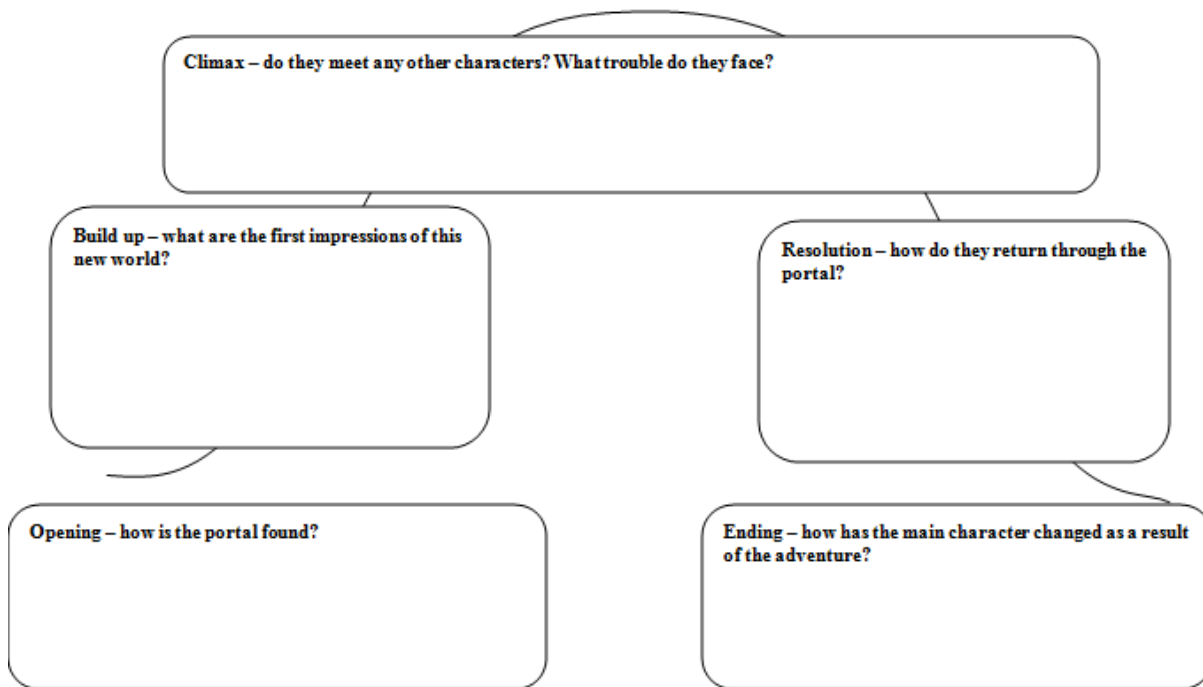 Climax – do they meet any other characters? What trouble do they face?
Build up – what are the first impressions of this
new world?
Resolution – how do they return through the
portal?
Opening – how is the portal found?
Ending – how has the main character changed as a result
of the adventure?